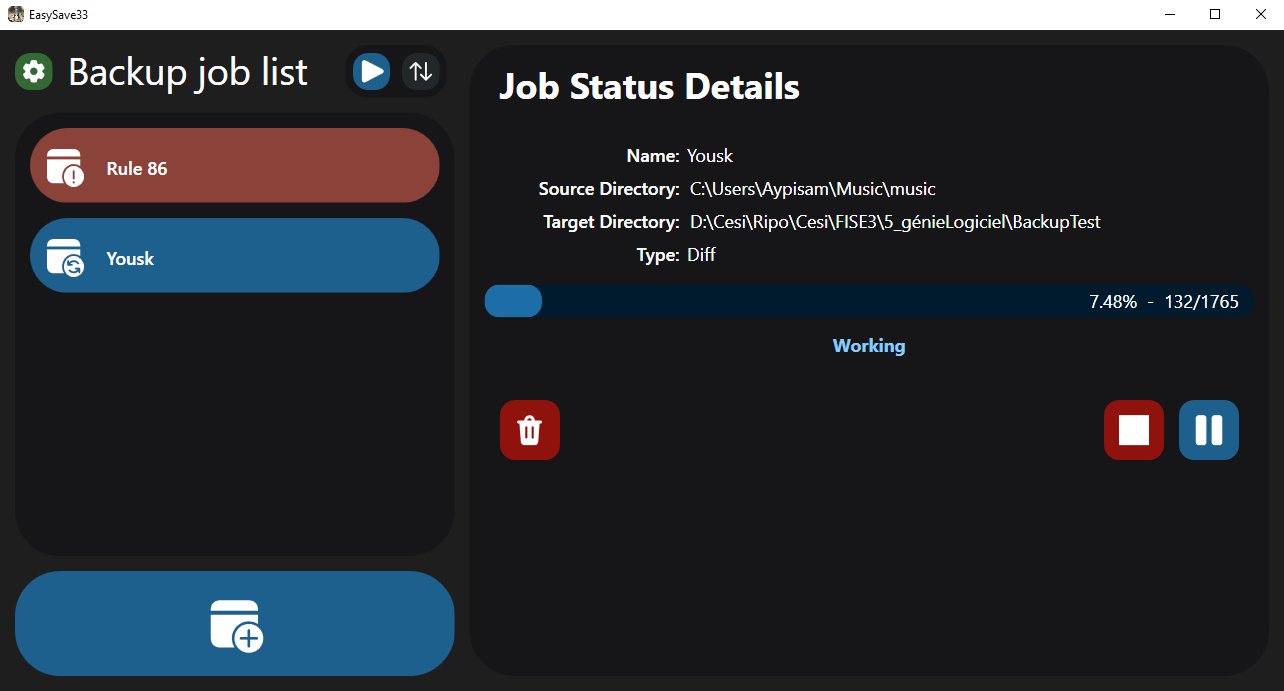 EasySave33
Backup job list
Rule 86
Yousk
Job Status Details
Name: Yousk
Source Directory: C:\Users\Aypisam\Music\music
Target Directory: D:\Cesi\Ripo\Cesi\FISE3\5_génieLogiciel\BackupTest
Type: Diff
7.48% - 132/1765
Working